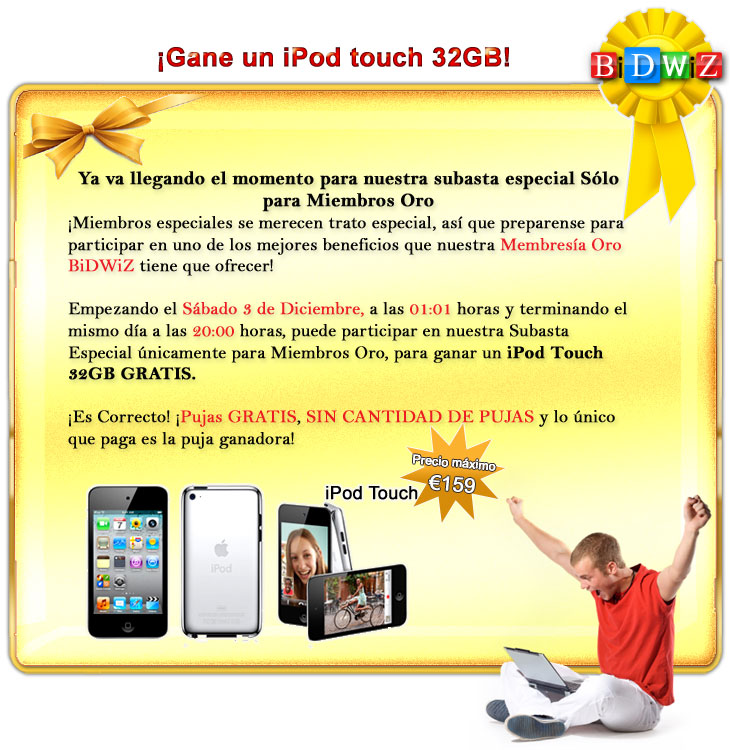 ¡Gane un iPod touch 32GB!
BiDWiZ
Ya va llegando el momento para nuestra subasta especial Sólo
para Miembros Oro
¡Miembros especiales se merecen trato especial, así que preparense para
participar en uno de los mejores beneficios que nuestra Membresía Oro
BiDWiZ tiene que ofrecer!
Empezando el Sábado 3 de Diciembre, a las 01:01 horas y terminando el
mismo día a las 20:00 horas, puede participar en nuestra Subasta
Especial únicamente para Miembros Oro, para ganar un iPod Touch
32GB GRATIS.
¡Es Correcto! ¡Pujas GRATIS, SIN CANTIDAD DE PUJAS y lo único
que paga es la puja ganadora!
Precio máximo
€159
iPod Touch
iPod